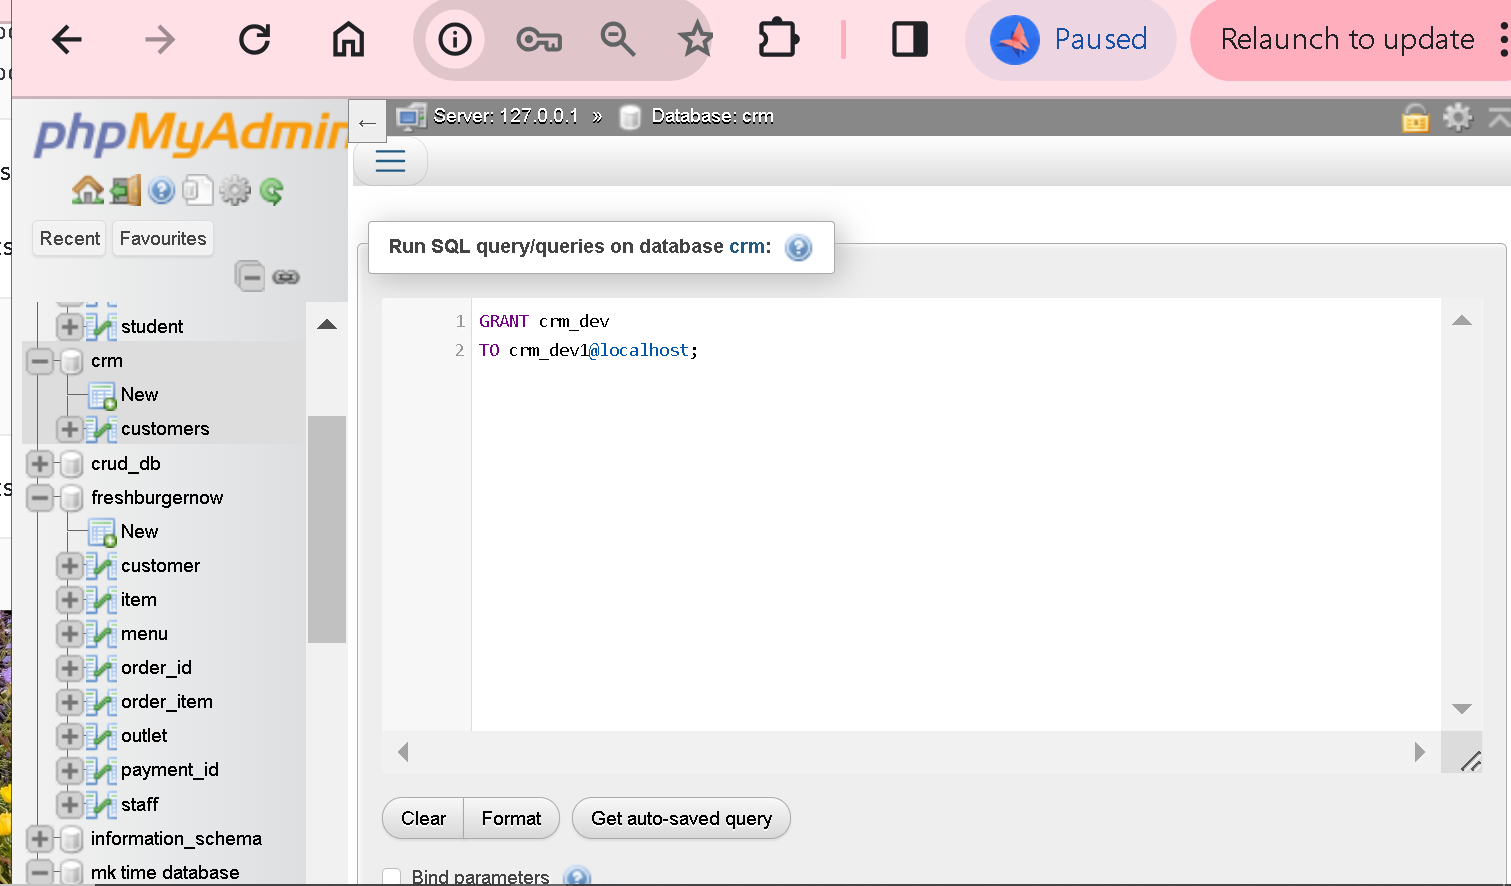 Paused
Relaunch to update
phpMyAdmin
Server: 127.0.0.1 » Database: crm
Recent
Favourites
Run SQL query/queries on database crm:
student
crm
New
customers
crud_db
freshburgernow
New
customer
item
menu
order_id
order_item
outlet
payment_id
staff
information_schema
mk time database
1 GRANT crm_dev
2 TO crm_dev1@localhost;
Clear
Format
Get auto-saved query
Bind parameters